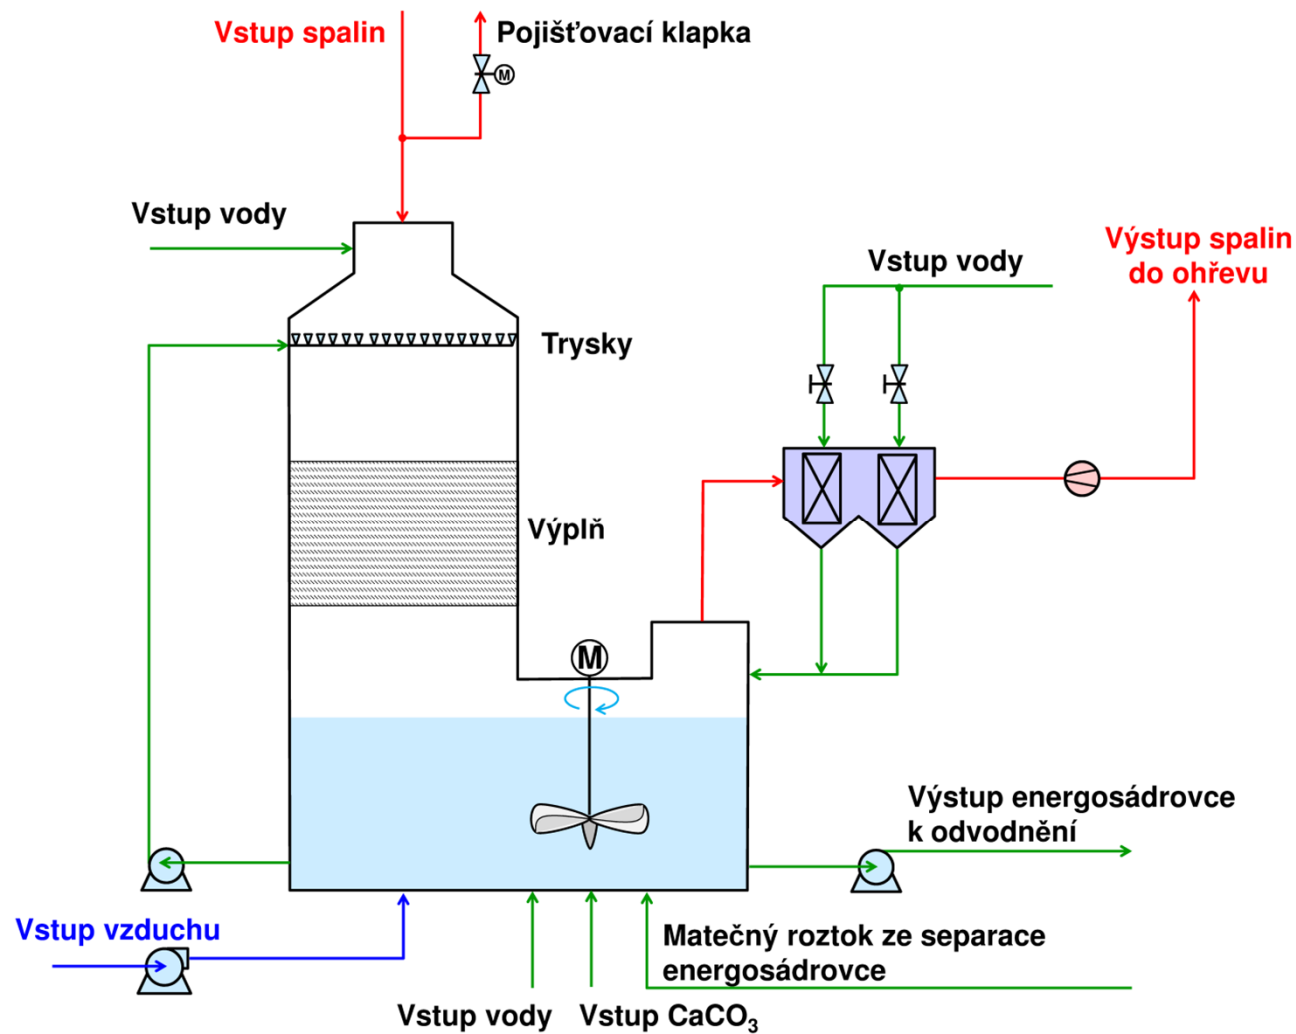 Vstup spalin
Pojišťovací klapka
M
Vstup vody
Vstup vody
Výstup spalin
do ohřevu
Trysky
Výplň
M
Výstup energosádrovce
k odvodnění
Vstup vzduchu
Matečný roztok ze separace
energosádrovce
Vstup vody
Vstup CaCO₃